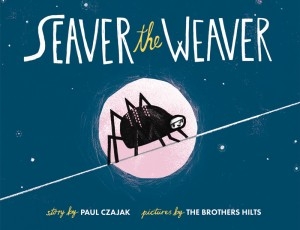 SEAVER the WEAVER
story by PAUL CZAJAK pictures by THE BROTHERS HILTS